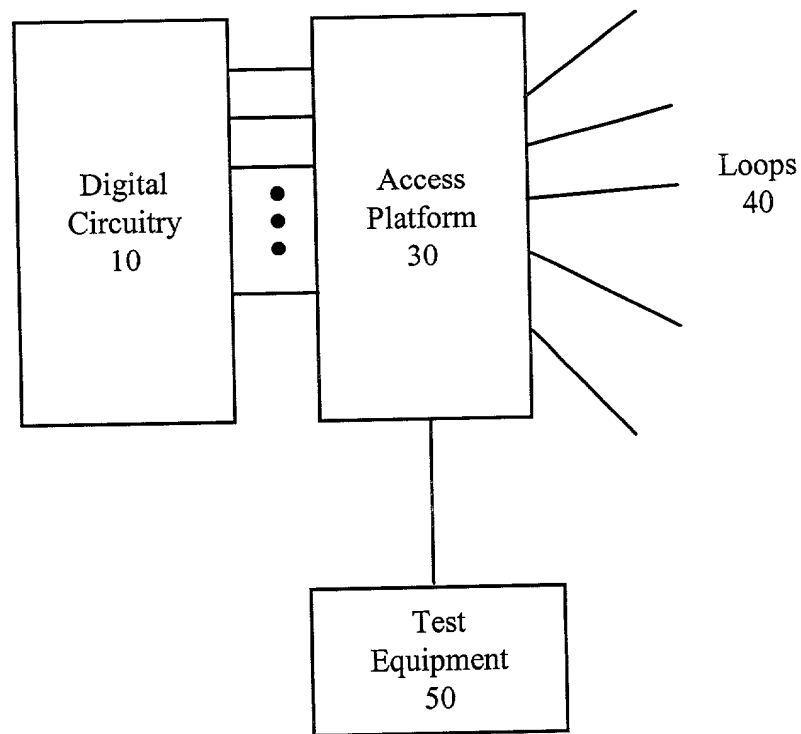 Digital
Circuitry
10
Access
Platform
30
Loops
40
Test
Equipment
50